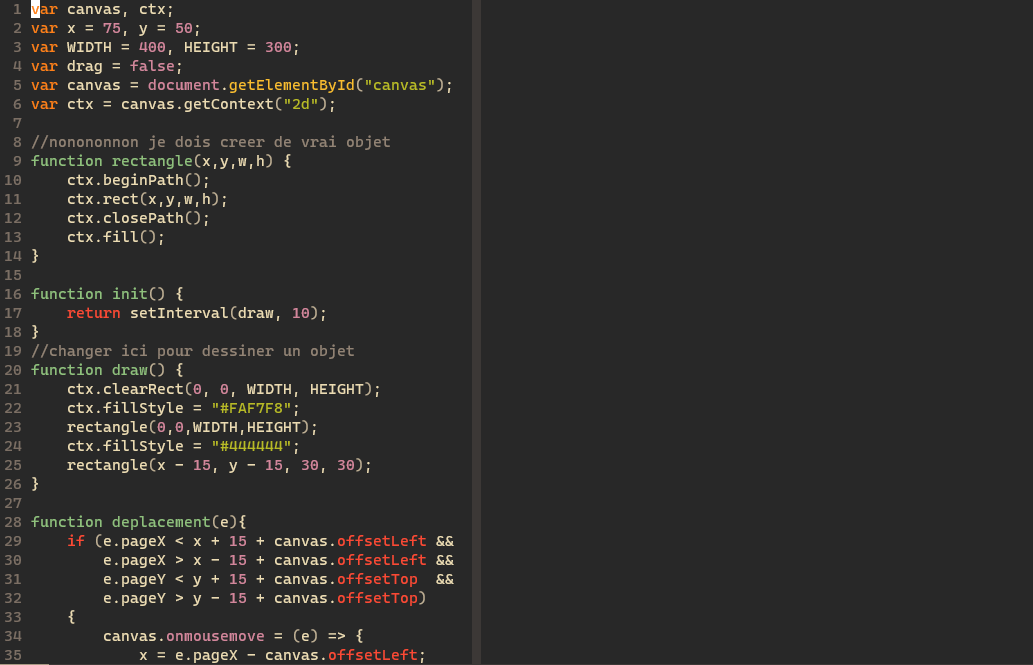 1 var canvas, ctx;
2 var x = 75, y = 50;
3 var WIDTH = 400, HEIGHT = 300;
4 var drag = false;
5 var canvas = document.getElementById("canvas");
6 var ctx = canvas.getContext("2d");
7
8 //nonononnon je dois creer de vrai objet
9 function rectangle(x,y,w,h) {
10     ctx.beginPath();
11     ctx.rect(x,y,w,h);
12     ctx.closePath();
13     ctx.fill();
14 }
15
16 function init() {
17     return setInterval(draw, 10);
18 }
19 //changer ici pour dessiner un objet
20 function draw() {
21     ctx.clearRect(0, 0, WIDTH, HEIGHT);
22     ctx.fillStyle = "#FAF7F8";
23     rectangle(0,0,WIDTH,HEIGHT);
24     ctx.fillStyle = "#444444";
25     rectangle(x - 15, y - 15, 30, 30);
26 }
27
28 function deplacement(e){
29     if (e.pageX < x + 15 + canvas.offsetLeft &&
30         e.pageX > x - 15 + canvas.offsetLeft &&
31         e.pageY < y + 15 + canvas.offsetTop  &&
32         e.pageY > y - 15 + canvas.offsetTop)
33     {
34         canvas.onmousemove = (e) => {
35             x = e.pageX - canvas.offsetLeft;